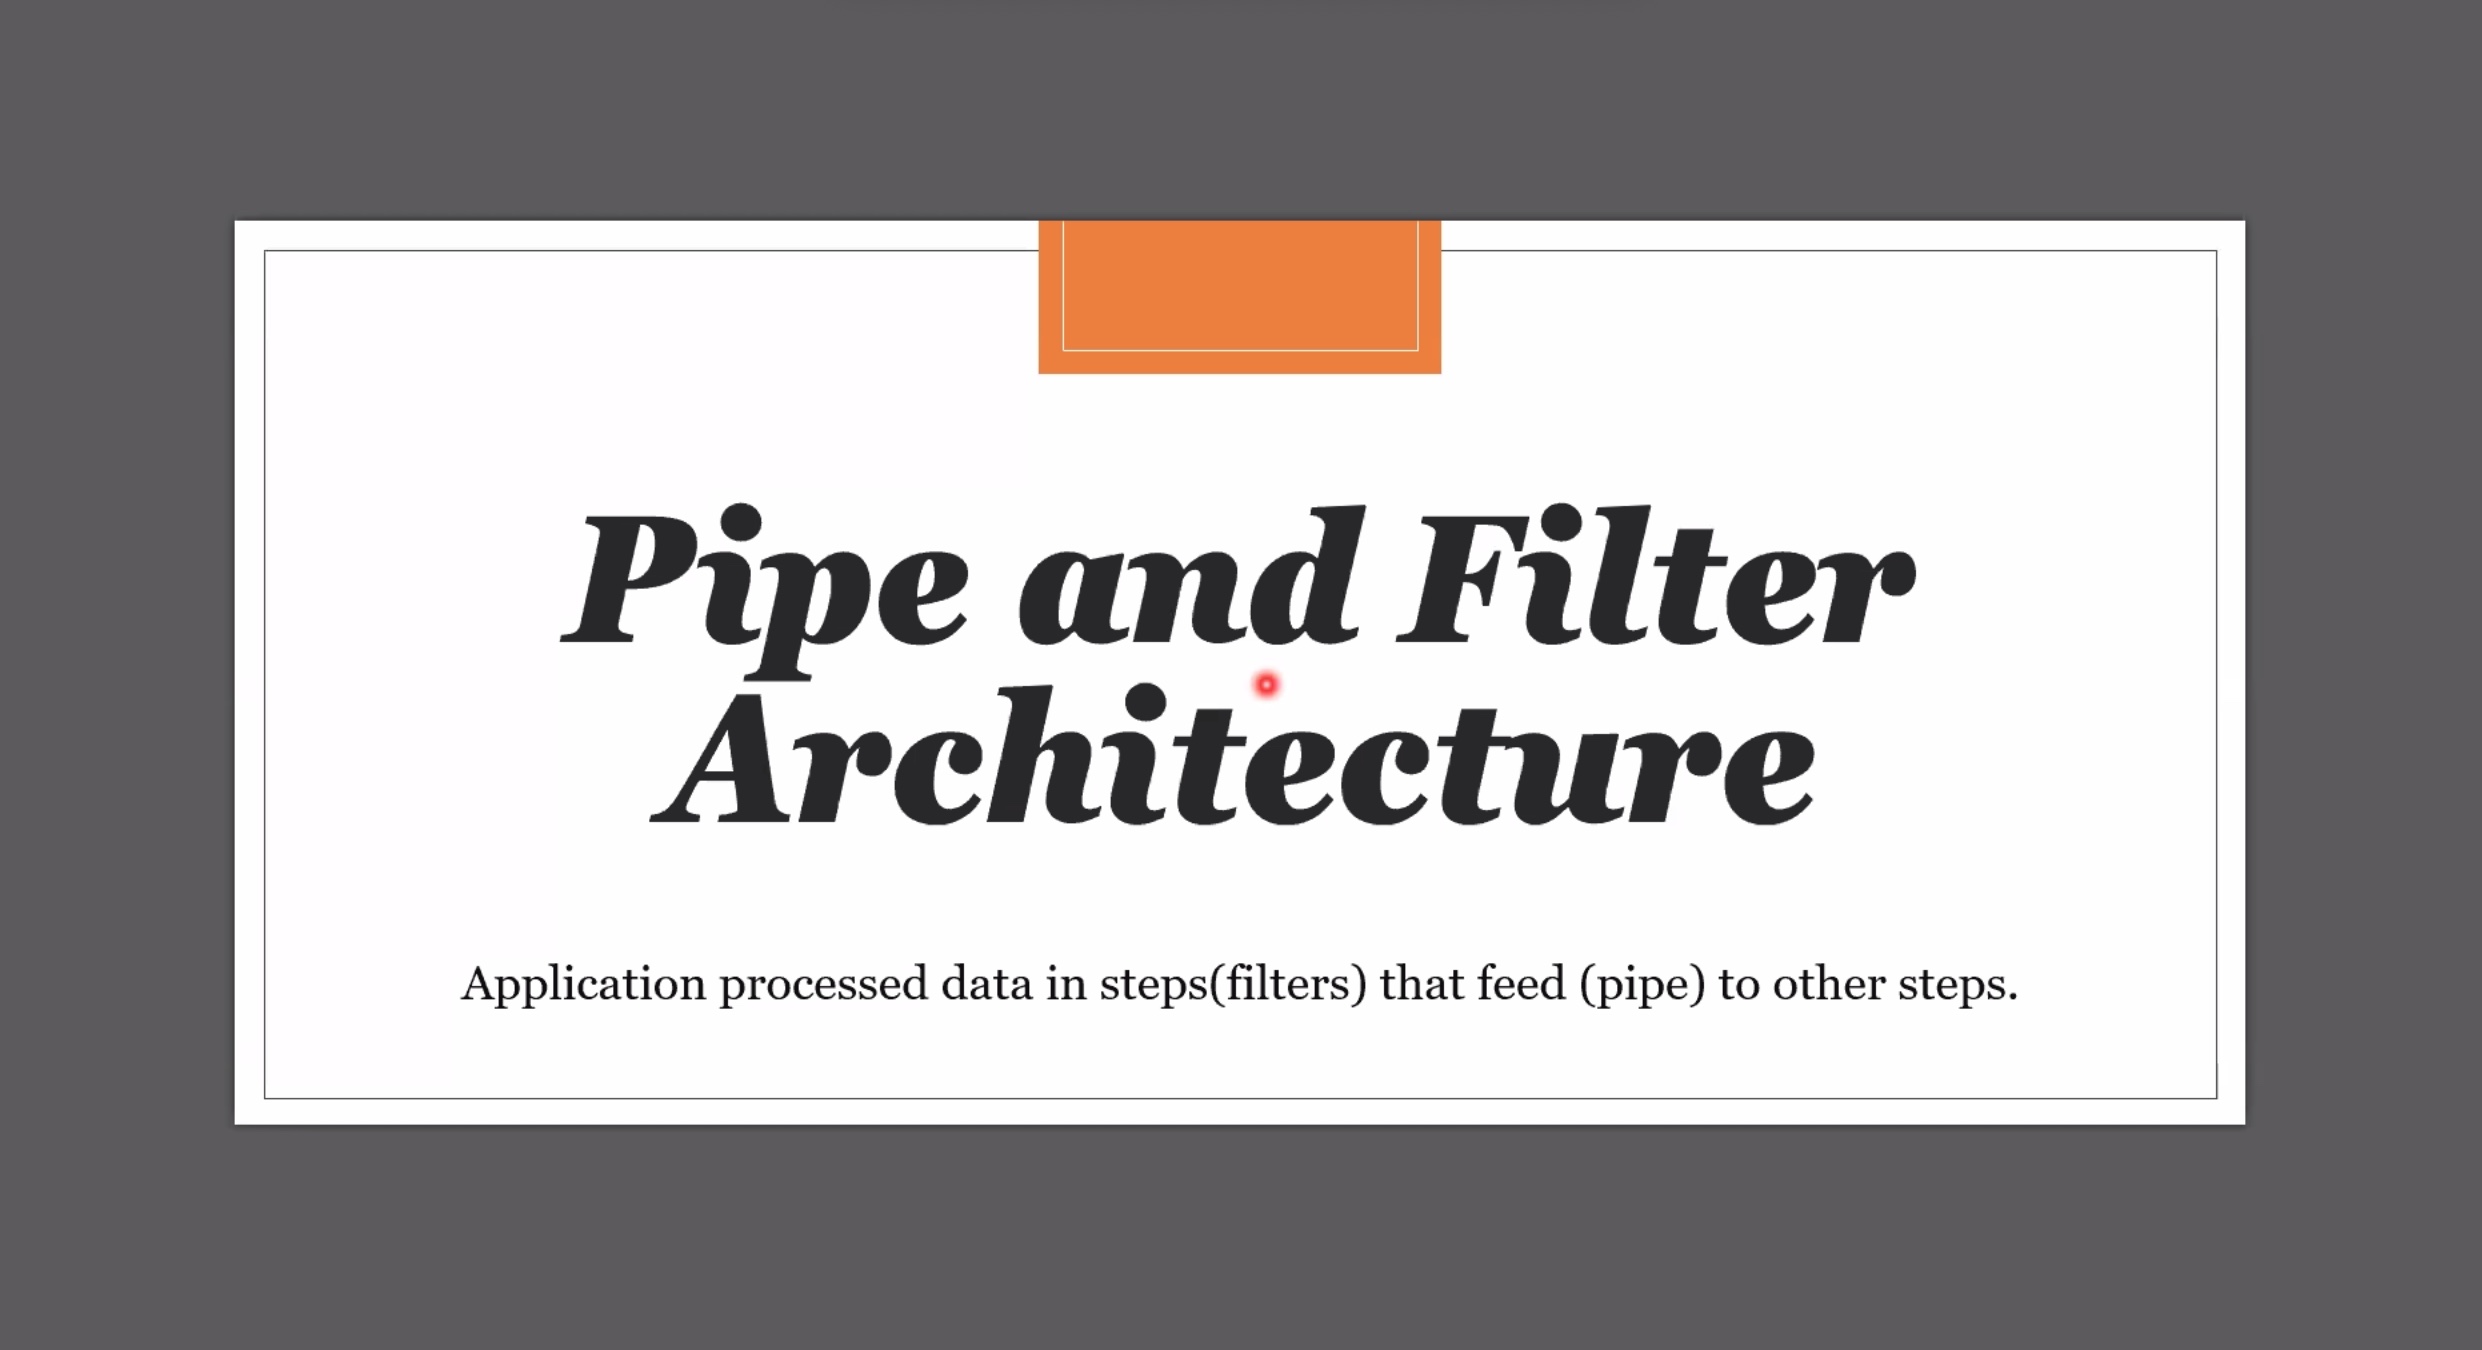 Pipe and Filter
Architecture
Application processed data in steps(filters) that feed (pipe) to other steps.